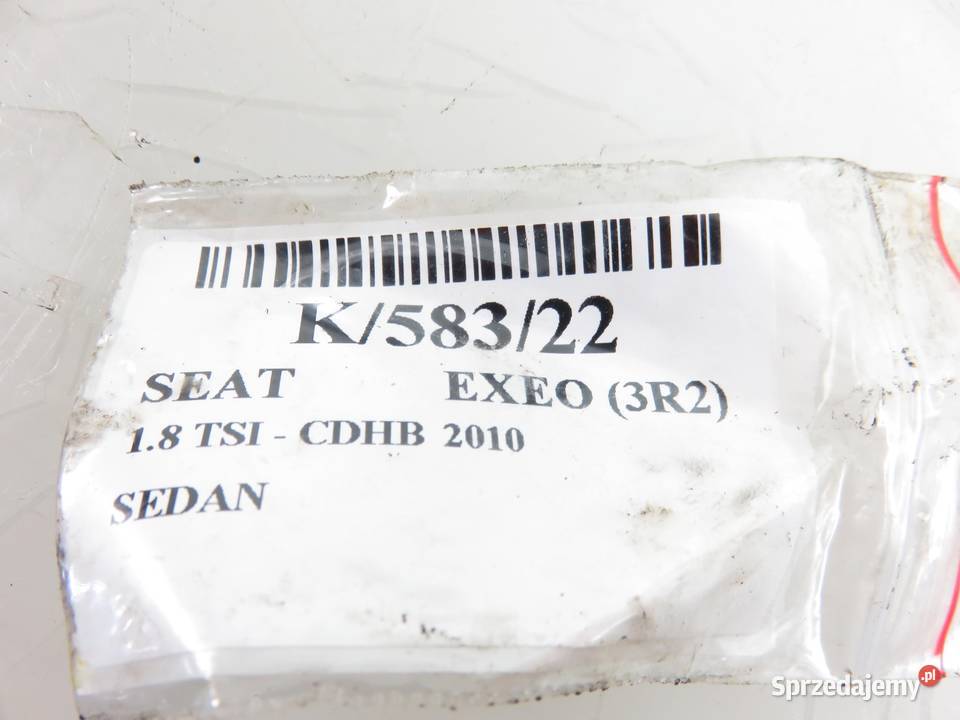 K/583/22
SEAT EXEO (3R2)
1.8 TSI - CDHB 2010
SEDAN
Sprzedajemy.pl